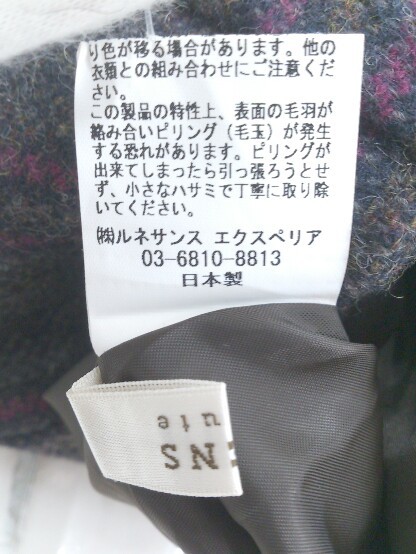 り色が移る場合があります。他の
衣類との組み合わせにご注意くだ
さい。
この製品の特性上、表面の毛羽が
絡み合いピリング（毛玉）が発生
する恐れがあります。ピリングが
出来てしまったら引っ張ろうとせ
ず、小さなハサミで丁寧に取り除
いてください。
㈱ルネサンス エクスペリア
03-6810-8813
日本製
NS
ute